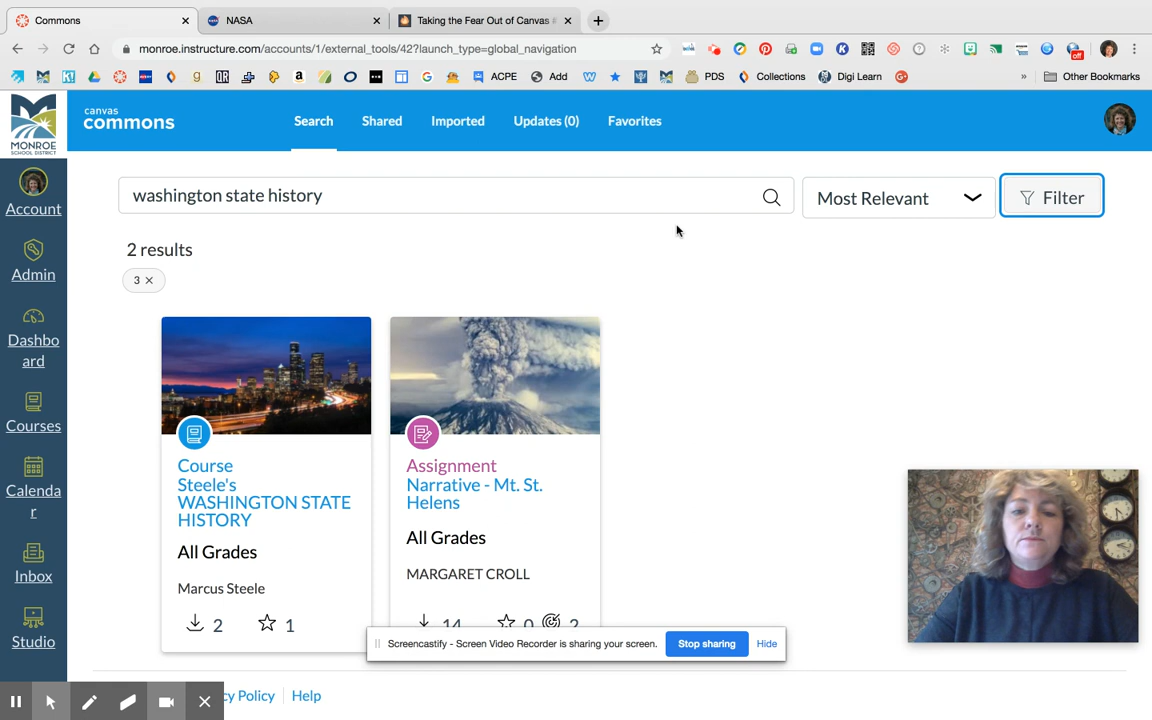 Commons
NASA
Taking the Fear Out of Canvas
monroe.instructure.com/accounts/1/external_tools/42?launch_type=global_navigation
ACPE
Add
PDS
Collections
Digi Learn
»
Other Bookmarks
off
MONROE
SCHOOL DISTRICT
canvas
commons
Search
Shared
Imported
Updates (0)
Favorites
Account
Admin
Dashbo
ard
Courses
Calenda
r
Inbox
Studio
washington state history
Most Relevant
Filter
2 results
3 ×
Course
Steele's
WASHINGTON STATE
HISTORY
All Grades
Marcus Steele
2
1
Assignment
Narrative - Mt. St.
Helens
All Grades
MARGARET CROLL
14
0
2
Screencastify - Screen Video Recorder is sharing your screen.
Stop sharing
Hide
cy Policy
Help